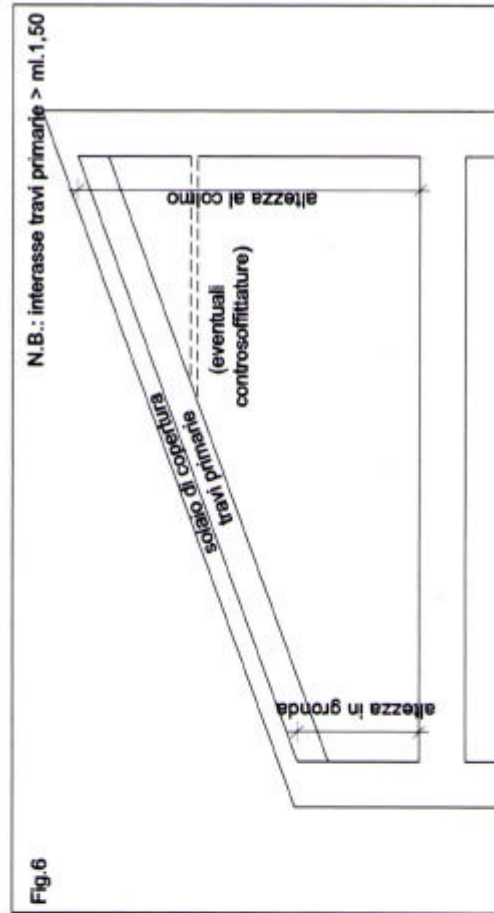 Fig.6
N.B.: interasse travi primarie > ml.1,50
solaio di copertura
travi primarie
altezza al colmo
(eventuali
controsoffittature)
altezza in gronda